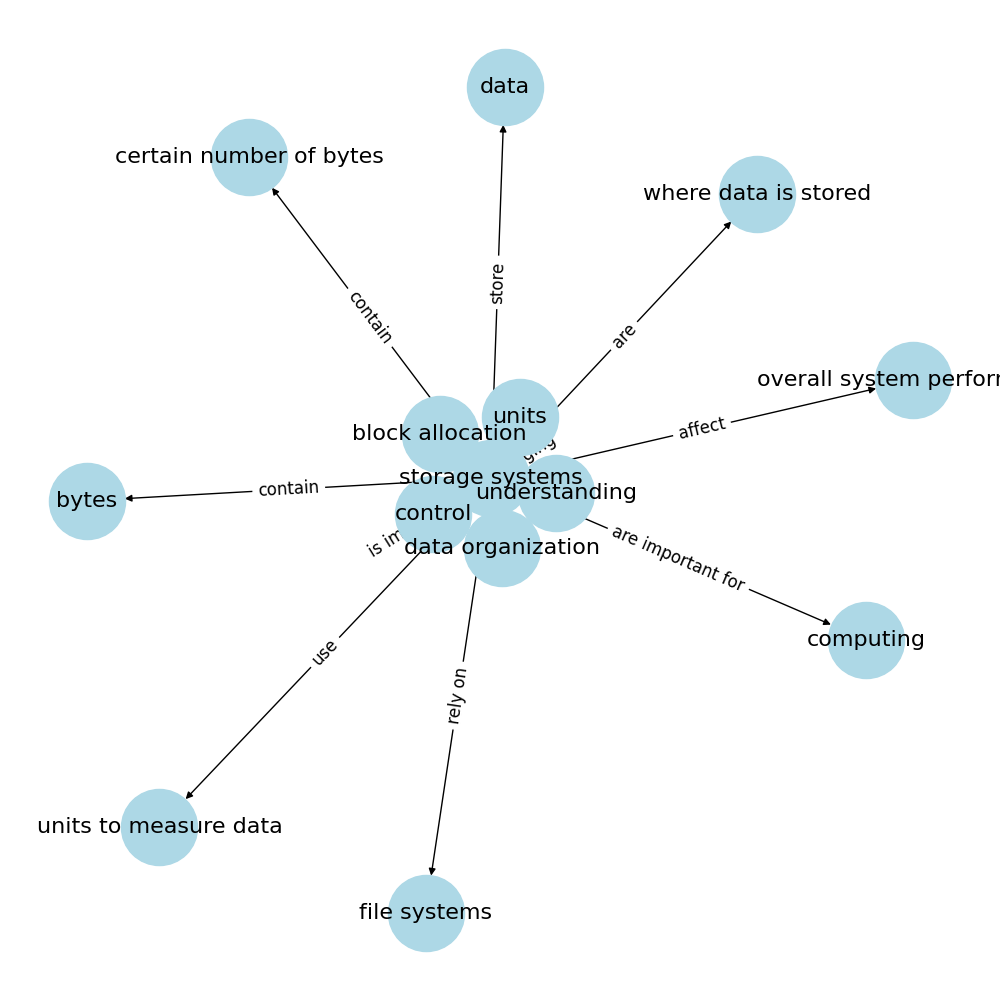 data
certain number of bytes
where data is stored
store
contain
are
overall system perfor
units
affect
block allocation
storage systems
contain
understanding
bytes
control
is im
data organization
are important for
computing
use
rely on
units to measure data
file systems